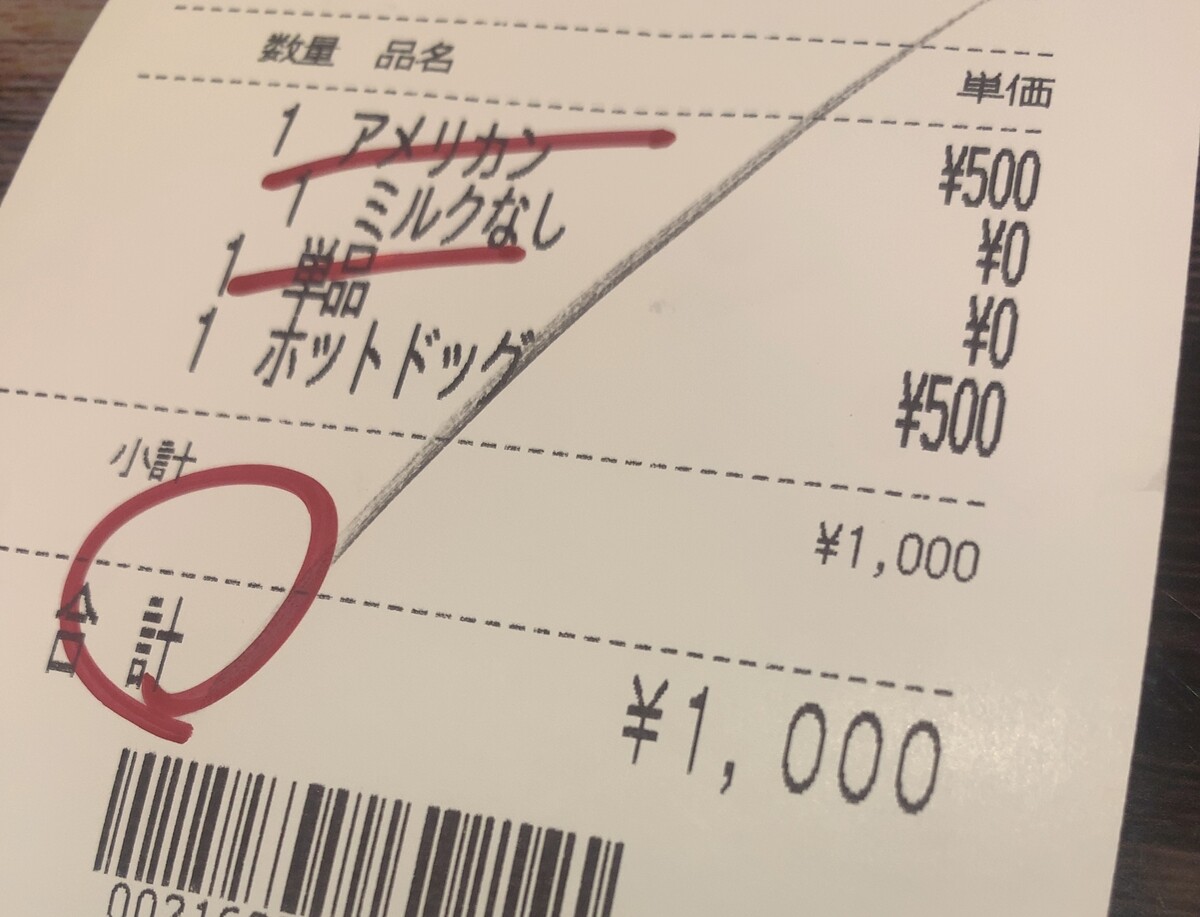 数量 品名 単価
1 アメリカン ¥500
1 ミルクなし ¥0
1 単品 ¥0
1 ホットドッグ ¥500
小計 ¥1,000
合計 ¥1,000